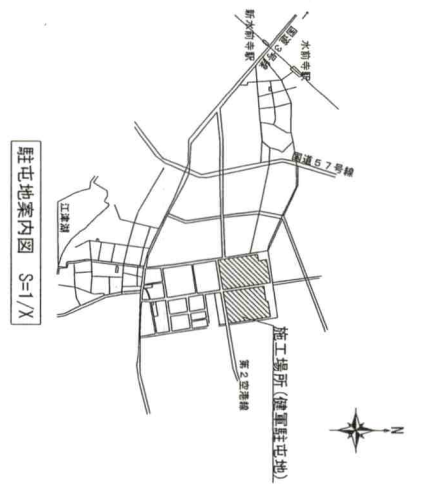 新水前寺駅
国道3号線
水前寺駅
国道57号線
江津湖
第2空港線
施工場所(健軍駐屯地)
N
駐屯地案内図 S=1/X